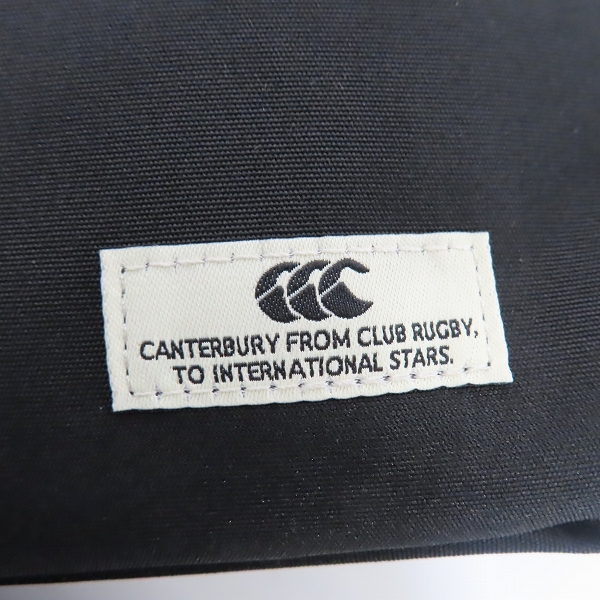 CANTERBURY FROM CLUB RUGBY,
TO INTERNATIONAL STARS.